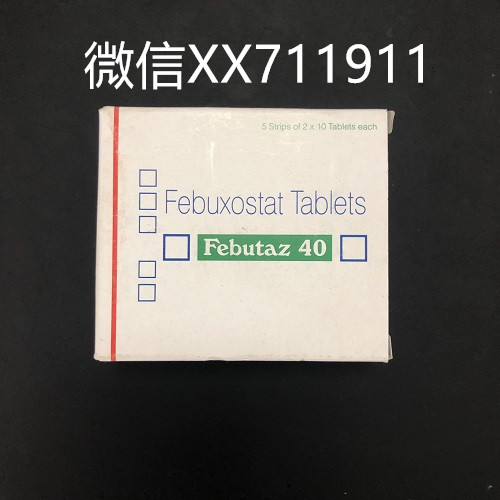 微信XX711911
5 Strips of 2 x 10 Tablets each
Febuxostat Tablets
Febutaz 40